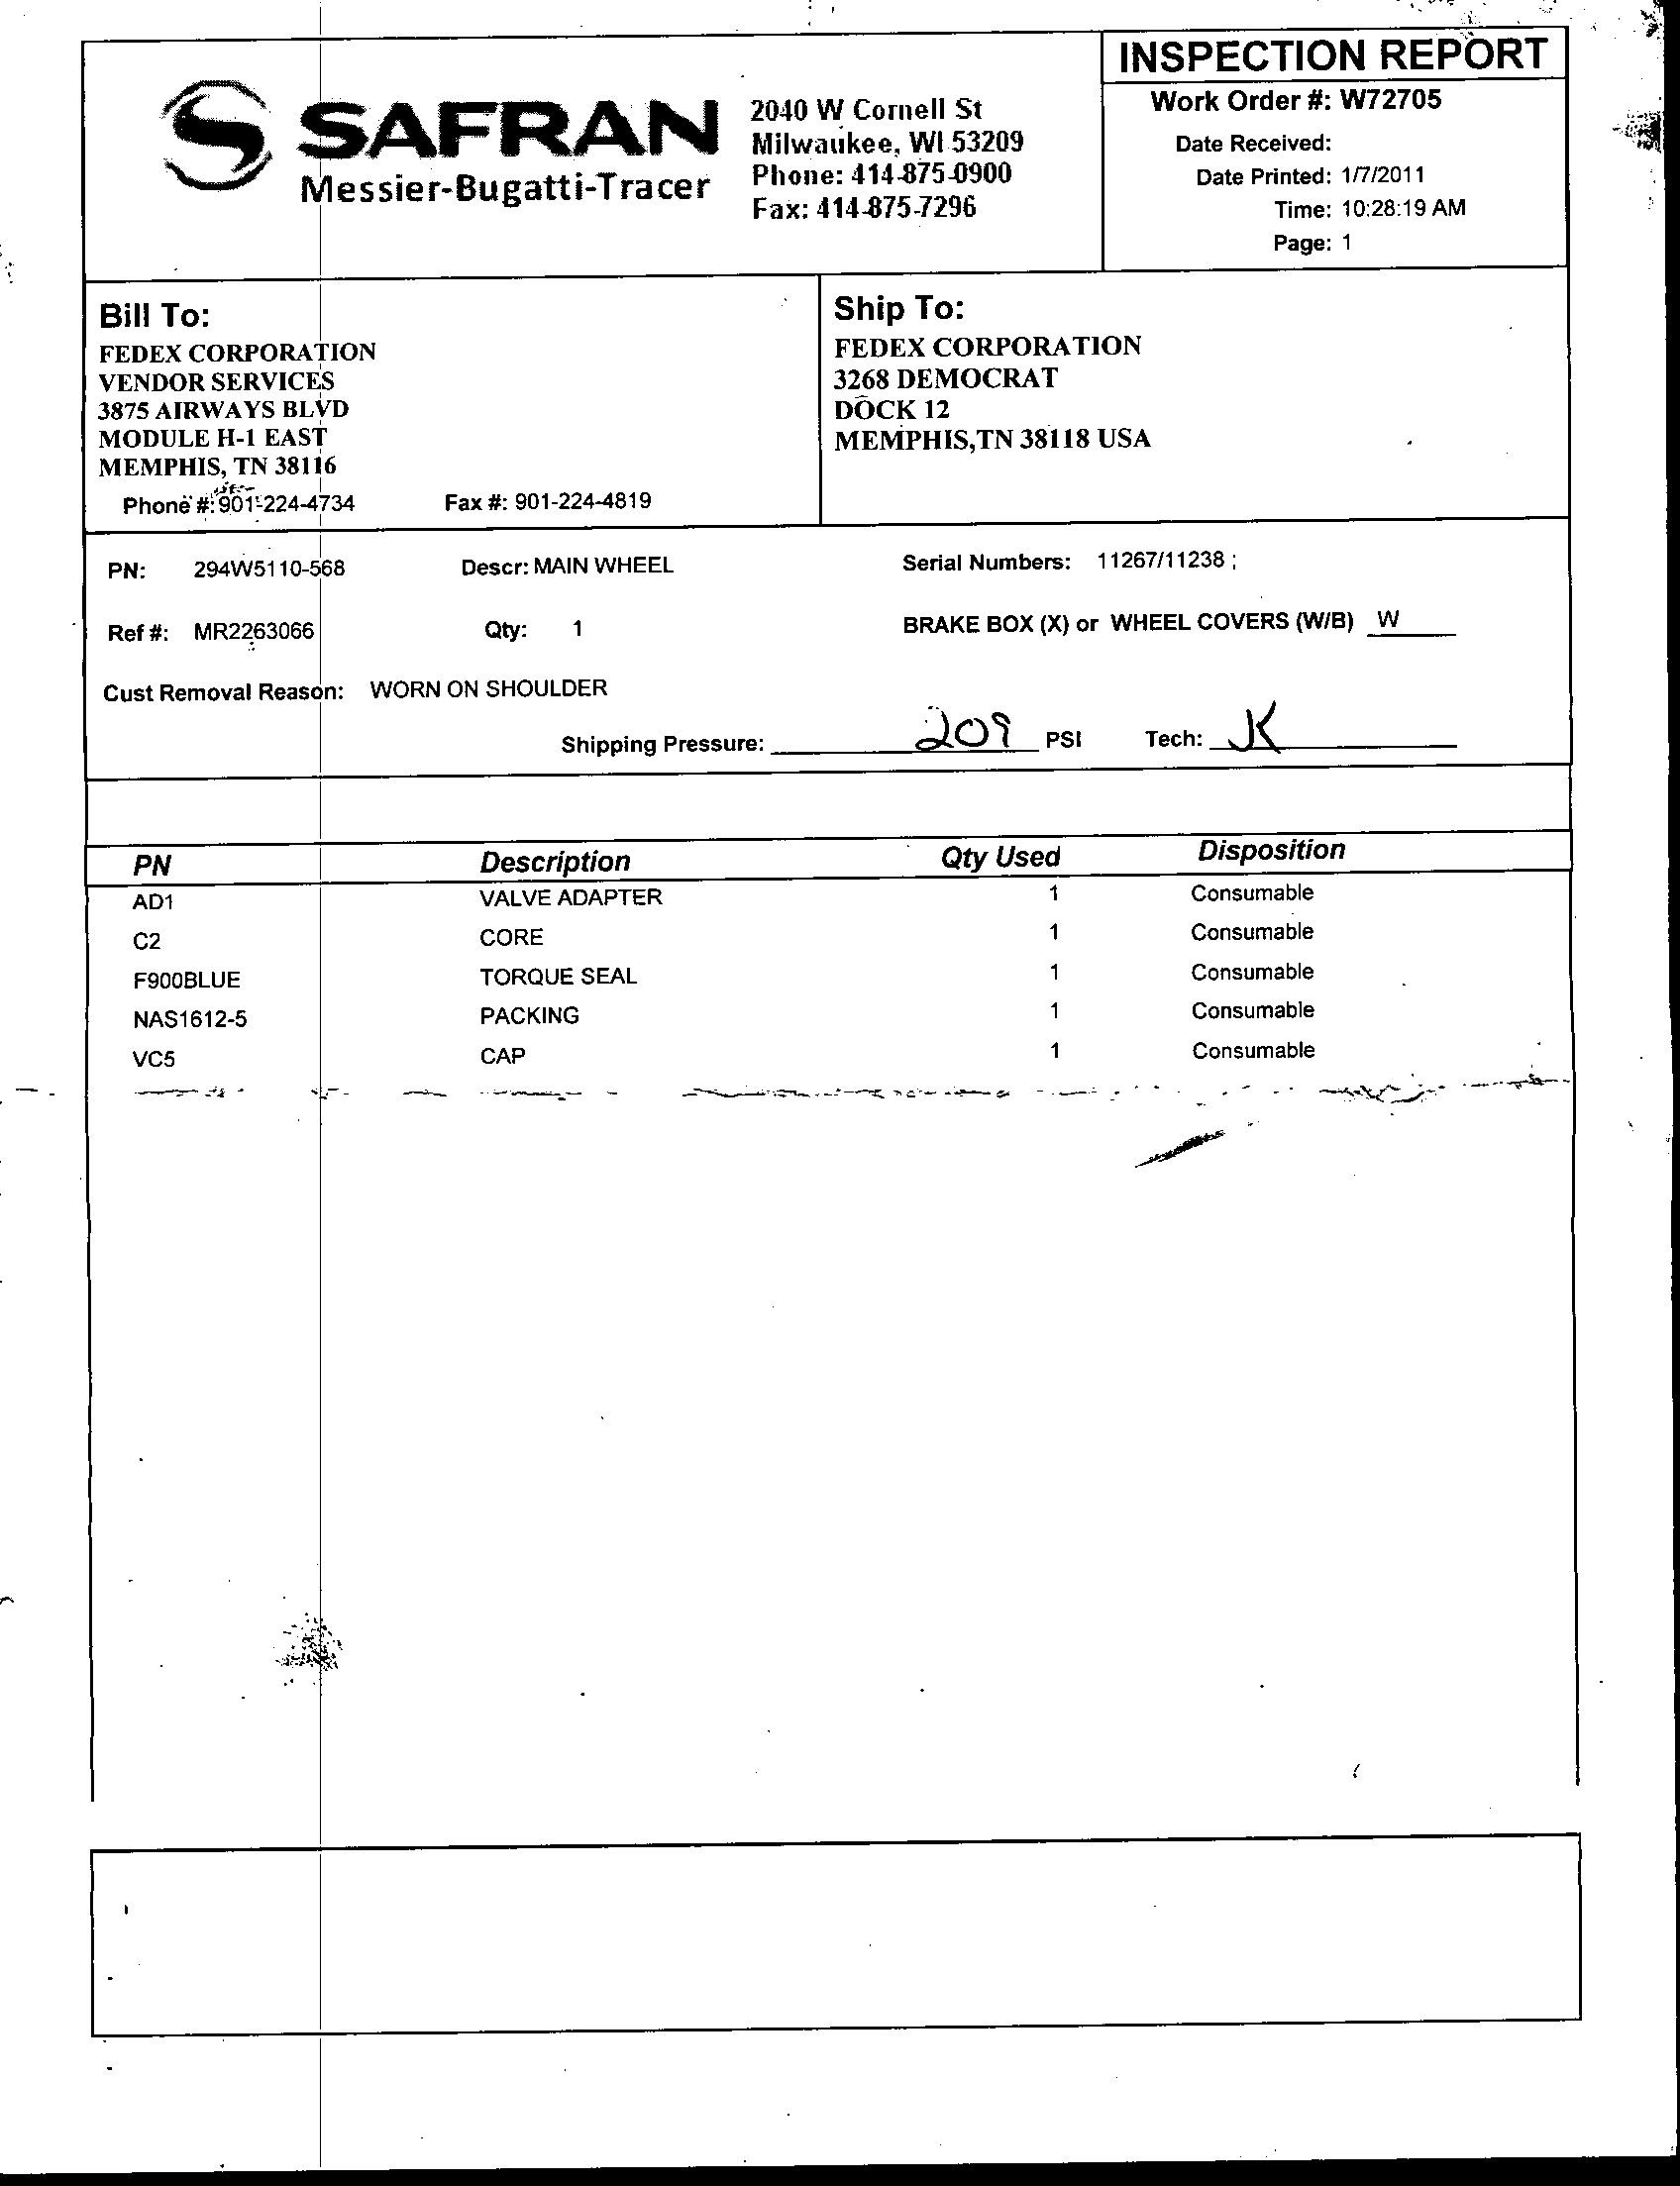 INSPECTION REPORT
SAFRAN
Messier-Bugatti-Tracer
2040 W Cornell St
Milwaukee, WI 53209
Phone: 414-875-0900
Fax: 414-875-7296
Work Order #: W72705
Date Received:
Date Printed: 1/7/2011
Time: 10:28:19 AM
Page: 1
Bill To:
FEDEX CORPORATION
VENDOR SERVICES
3875 AIRWAYS BLVD
MODULE H-1 EAST
MEMPHIS, TN 38116
Phone #: 901-224-4734 Fax #: 901-224-4819
Ship To:
FEDEX CORPORATION
3268 DEMOCRAT
DOCK 12
MEMPHIS,TN 38118 USA
PN: 294W5110-568 Descr: MAIN WHEEL Serial Numbers: 11267/11238 ;
Ref #: MR2263066 Qty: 1 BRAKE BOX (X) or WHEEL COVERS (W/B) W
Cust Removal Reason: WORN ON SHOULDER
Shipping Pressure: 209 PSI Tech: JK
PN Description Qty Used Disposition
AD1 VALVE ADAPTER 1 Consumable
C2 CORE 1 Consumable
F900BLUE TORQUE SEAL 1 Consumable
NAS1612-5 PACKING 1 Consumable
VC5 CAP 1 Consumable